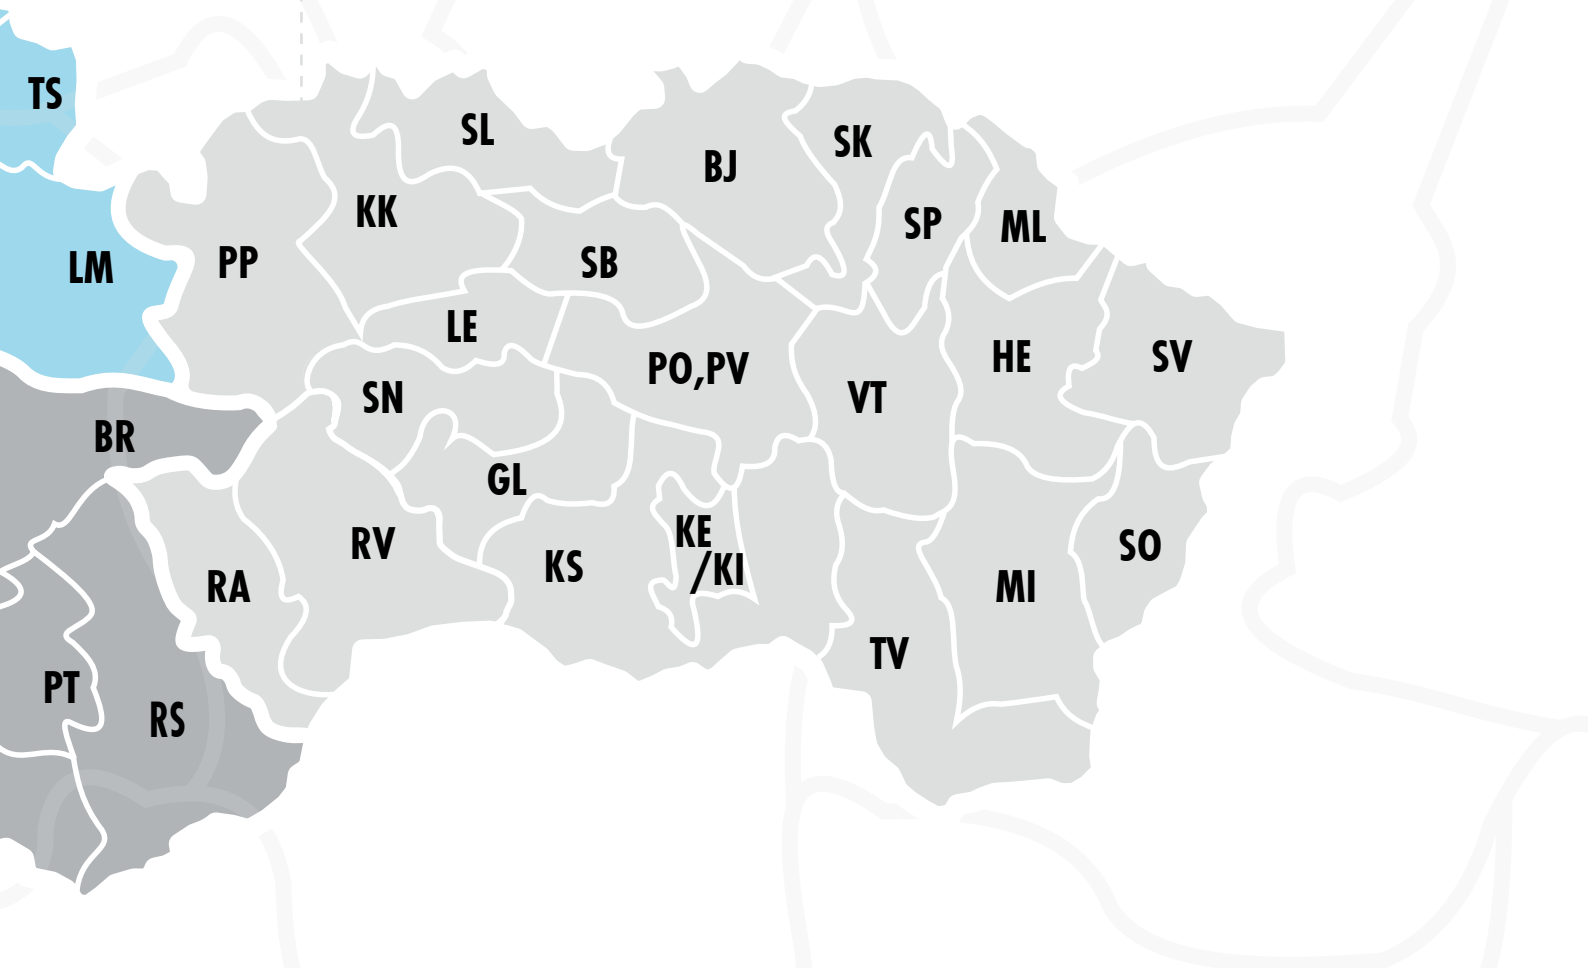 TS
SL
SK
BJ
KK
SP
ML
PP
SB
LM
LE
HE
SV
PO,PV
SN
VT
BR
GL
KE
/KI
RV
SO
KS
RA
MI
TV
PT
RS